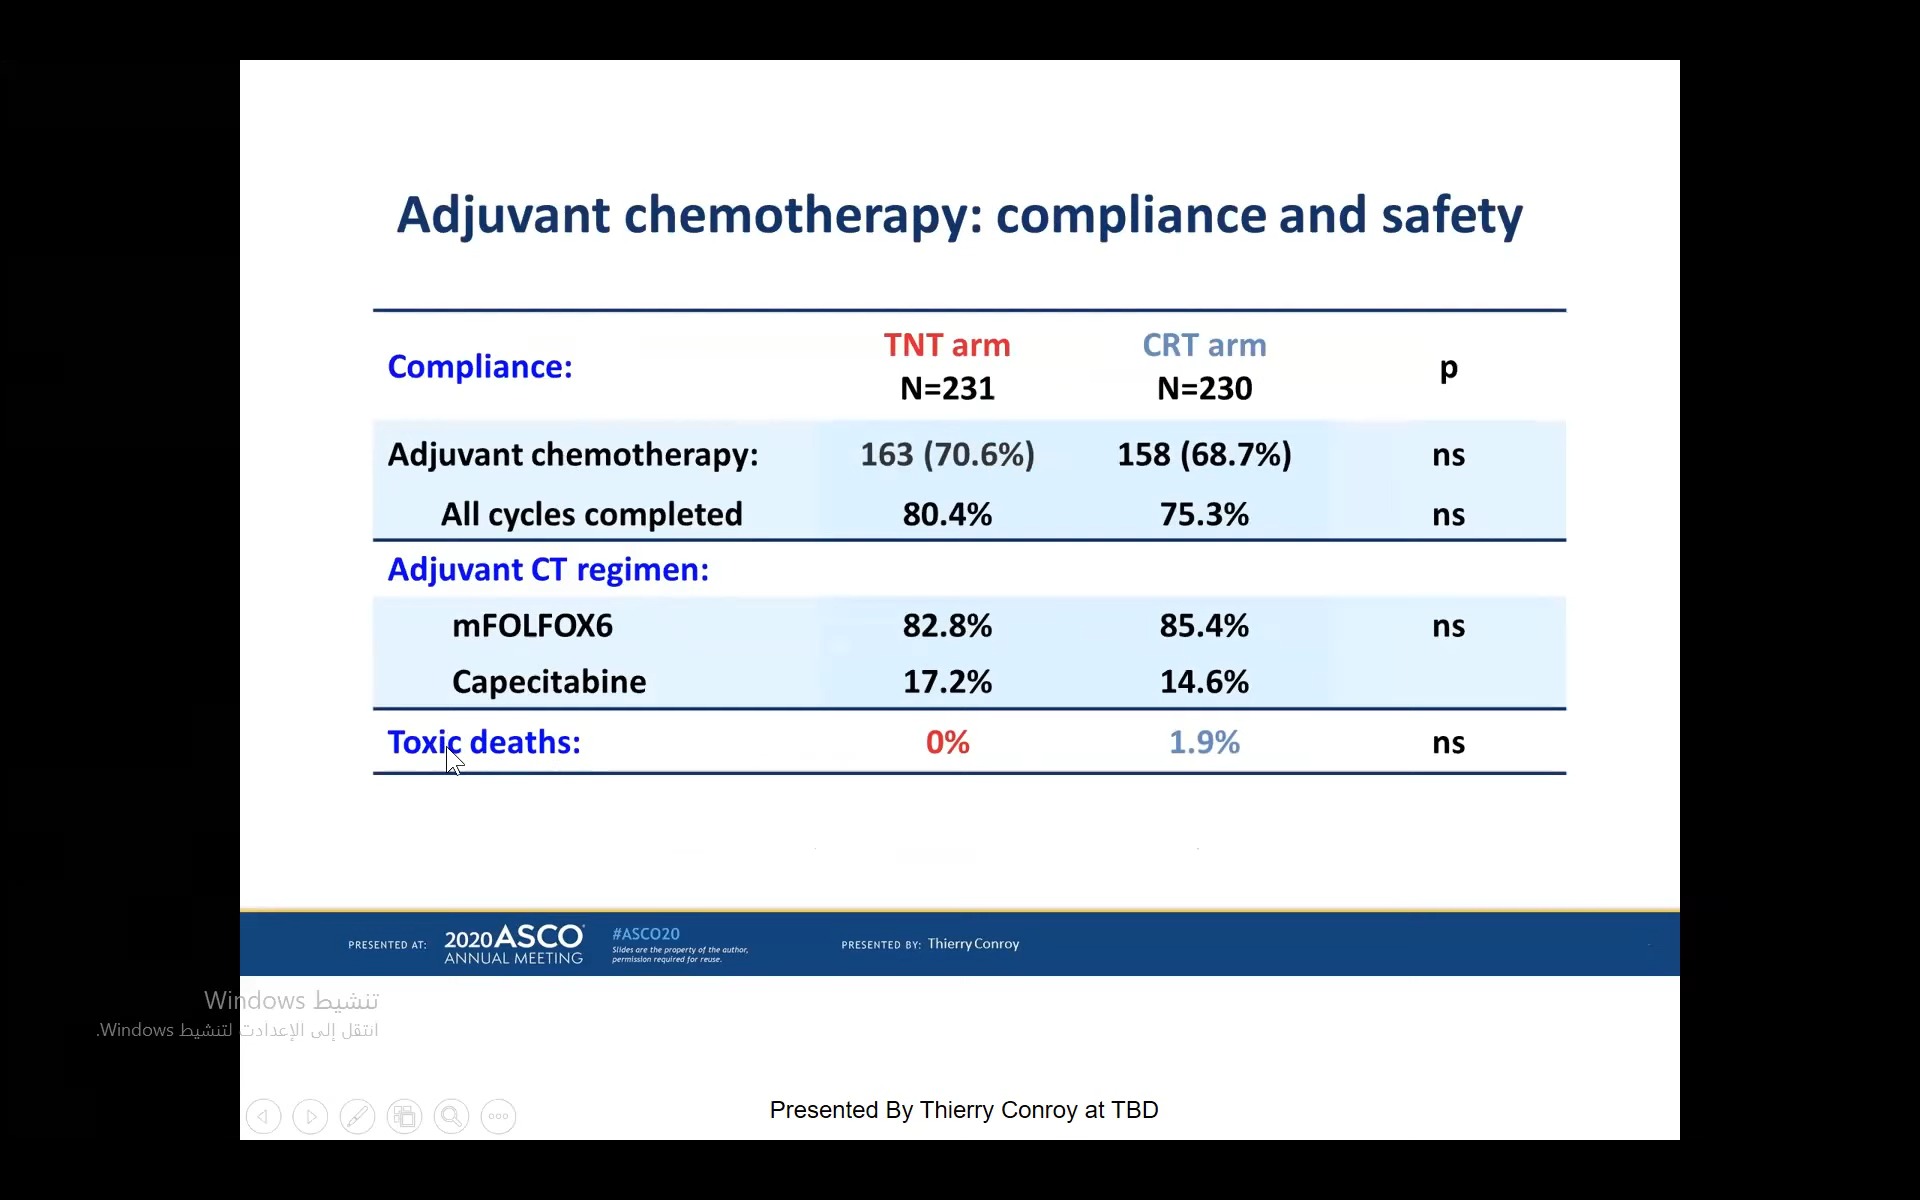 Adjuvant chemotherapy: compliance and safety
Compliance: TNT arm N=231 CRT arm N=230 p
Adjuvant chemotherapy: 163 (70.6%) 158 (68.7%) ns
All cycles completed 80.4% 75.3% ns
Adjuvant CT regimen:
mFOLFOX6 82.8% 85.4% ns
Capecitabine 17.2% 14.6%
Toxic deaths: 0% 1.9% ns
PRESENTED AT: 2020 ASCO ANNUAL MEETING
#ASCO20
Slides are the property of the author,
permission required for reuse.
PRESENTED BY: Thierry Conroy
تنشيط Windows
انتقل إلى الإعدادت لتنشيط Windows.
Presented By Thierry Conroy at TBD